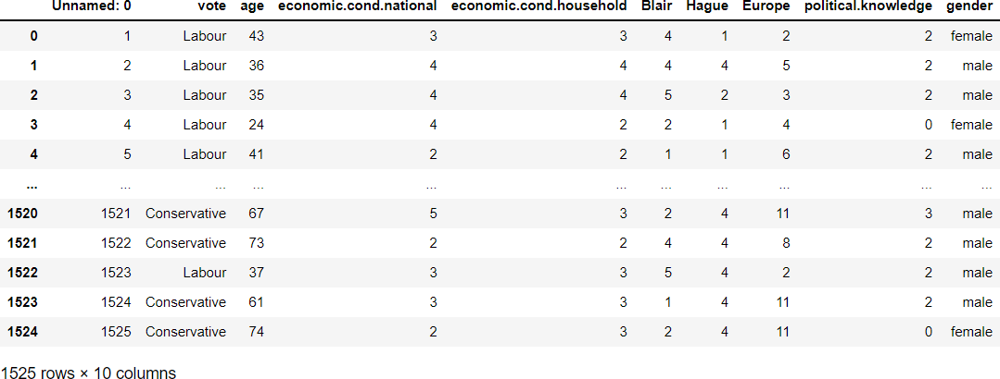 Unnamed: 0 vote age economic.cond.national economic.cond.household Blair Hague Europe political.knowledge gender
0 1 Labour 43 3 3 4 1 2 2 female
1 2 Labour 36 4 4 4 4 5 2 male
2 3 Labour 35 4 4 5 2 3 2 male
3 4 Labour 24 4 2 2 1 4 0 female
4 5 Labour 41 2 2 1 1 6 2 male
... ... ... ... ... ... ... ... ... ... ...
1520 1521 Conservative 67 5 3 2 4 11 3 male
1521 1522 Conservative 73 2 2 4 4 8 2 male
1522 1523 Labour 37 3 3 5 4 2 2 male
1523 1524 Conservative 61 3 3 1 4 11 2 male
1524 1525 Conservative 74 2 3 2 4 11 0 female
1525 rows × 10 columns